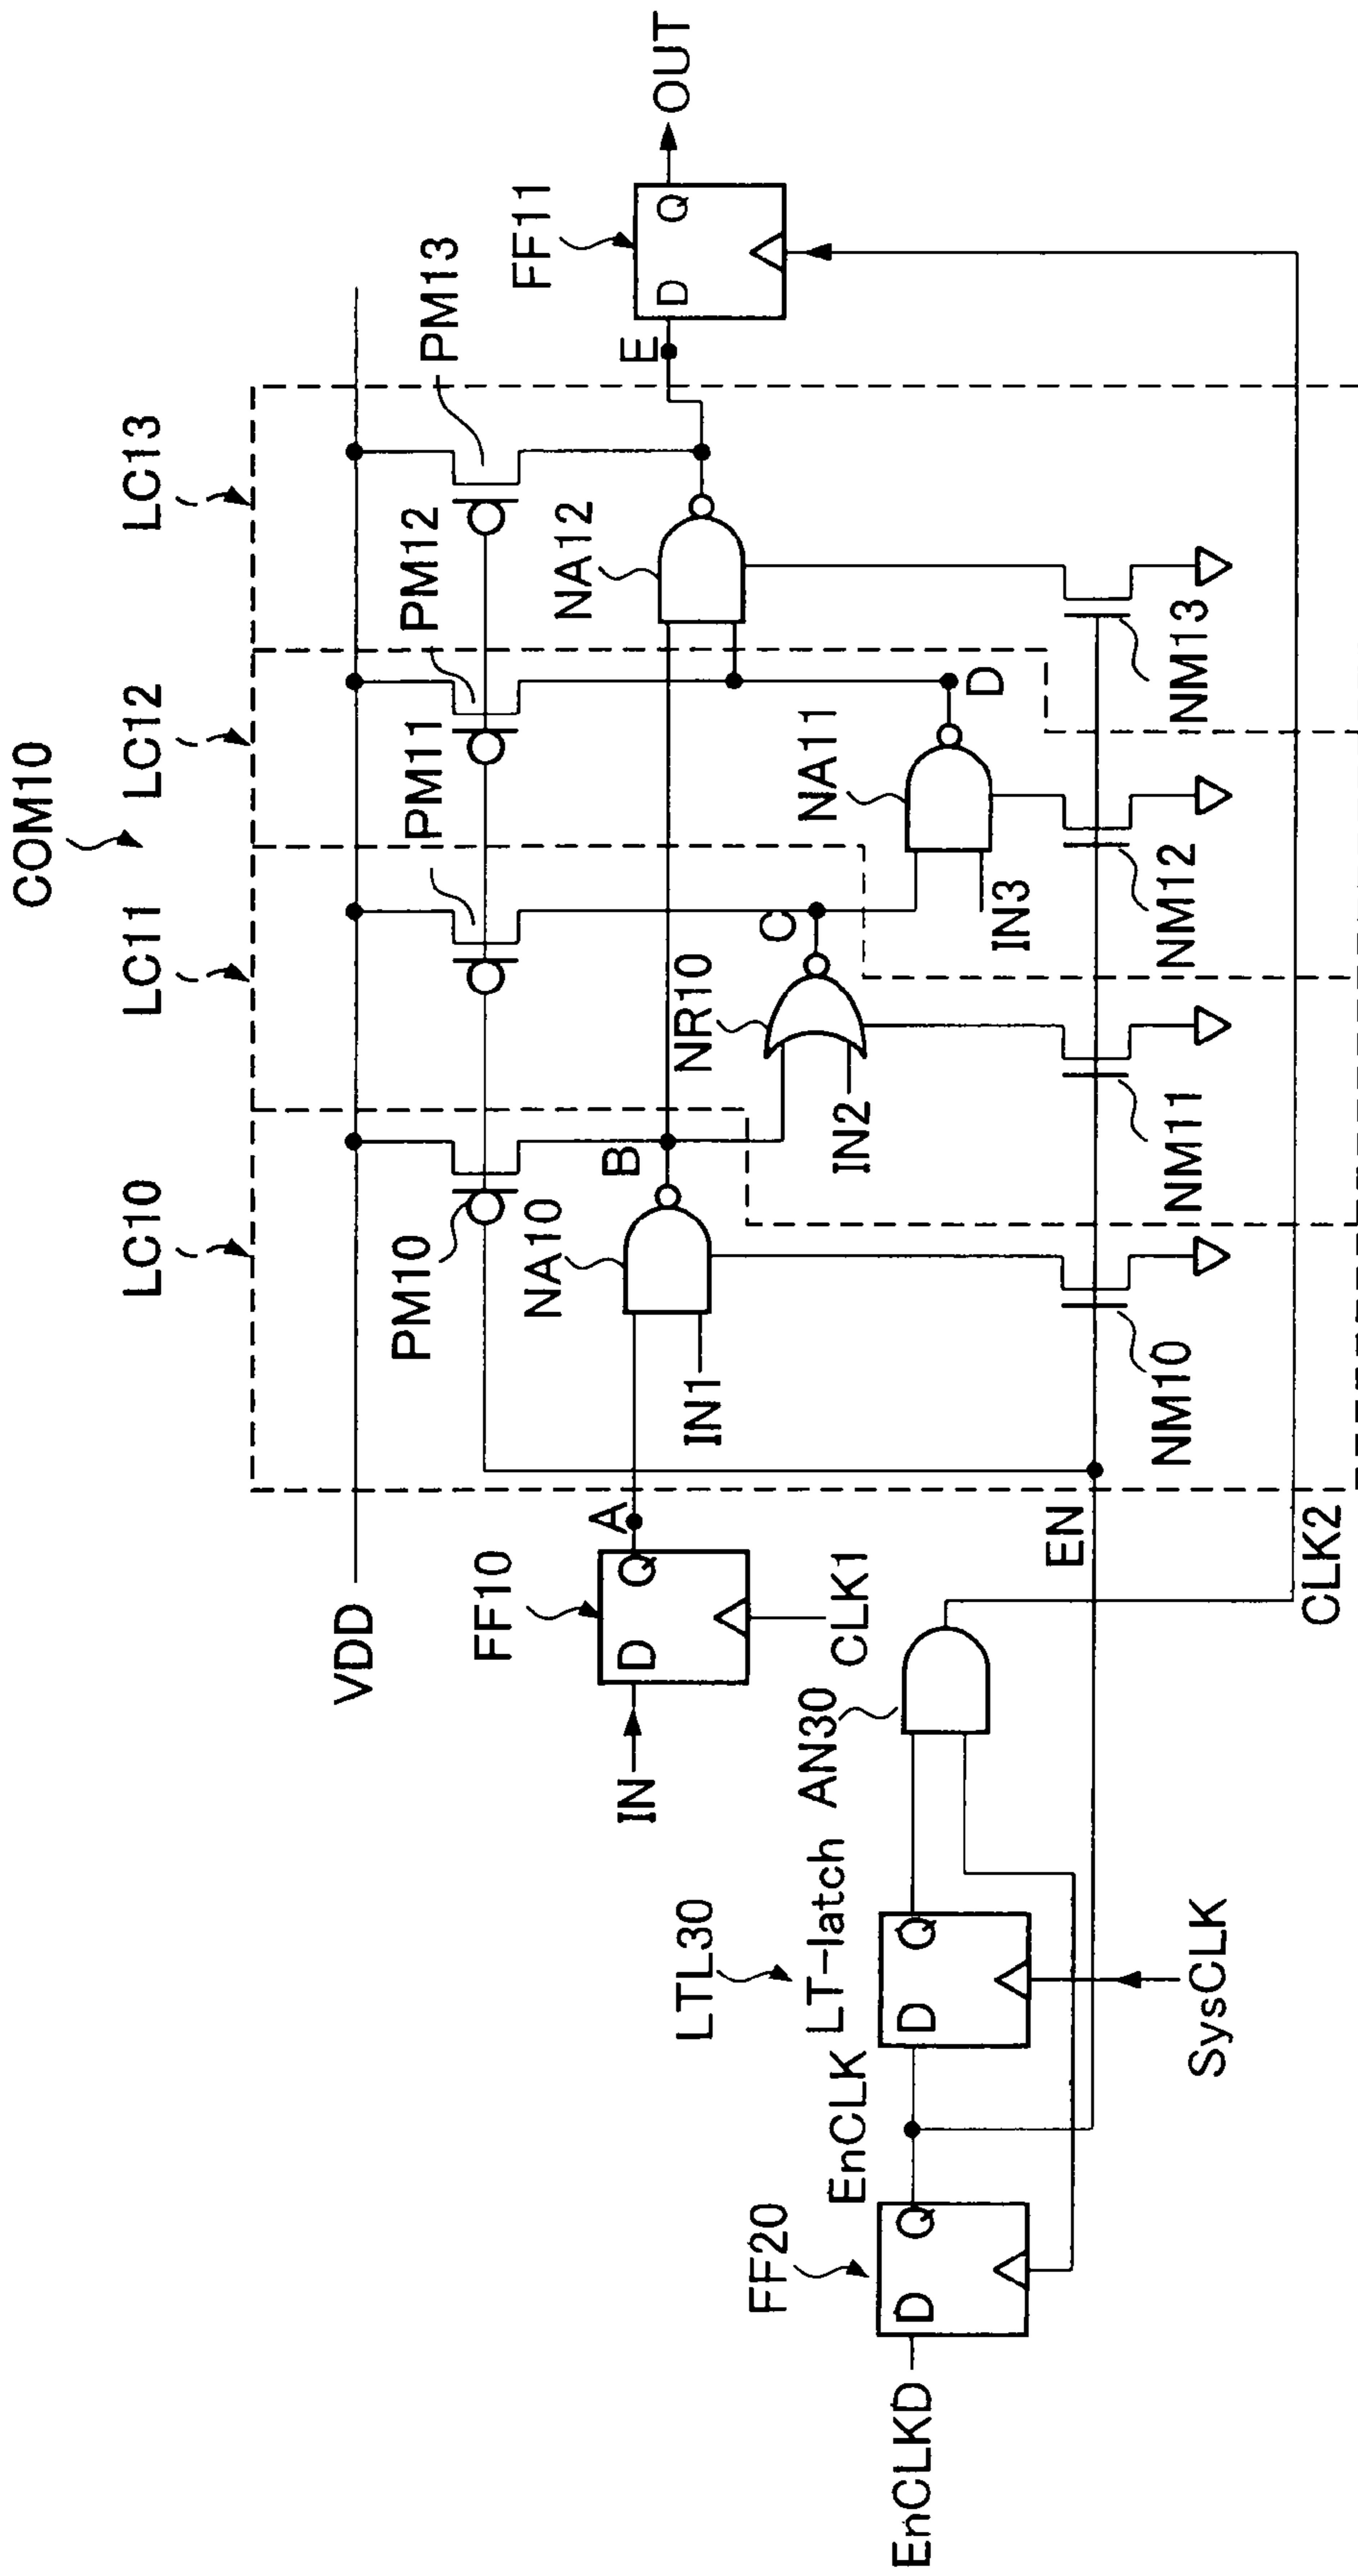 COM10
LC10
LC11
LC12
LC13
VDD
PM10
PM11
PM12
PM13
FF10
D
Q
A
IN
CLK1
NA10
IN1
B
NR10
IN2
C
NA11
IN3
D
NA12
E
FF11
D
Q
OUT
NM10
NM11
NM12
NM13
EN
CLK2
AN30
LTL30
LT-latch
D
Q
SysCLK
EnCLK
FF20
D
Q
EnCLKD